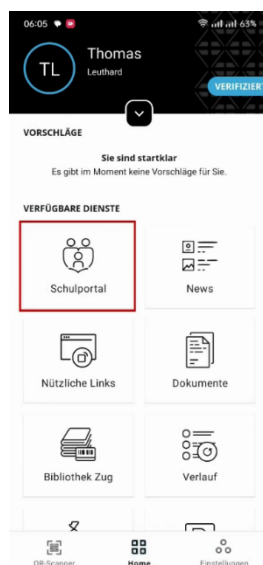 06:05
63%
TL
Thomas
Leuthard
VERIFIZIERT
VORSCHLÄGE
Sie sind startklar
Es gibt im Moment keine Vorschläge für Sie.
VERFÜGBARE DIENSTE
Schulportal
News
Nützliche Links
Dokumente
Bibliothek Zug
Verlauf
QR-Scanner
Home
Einstellungen